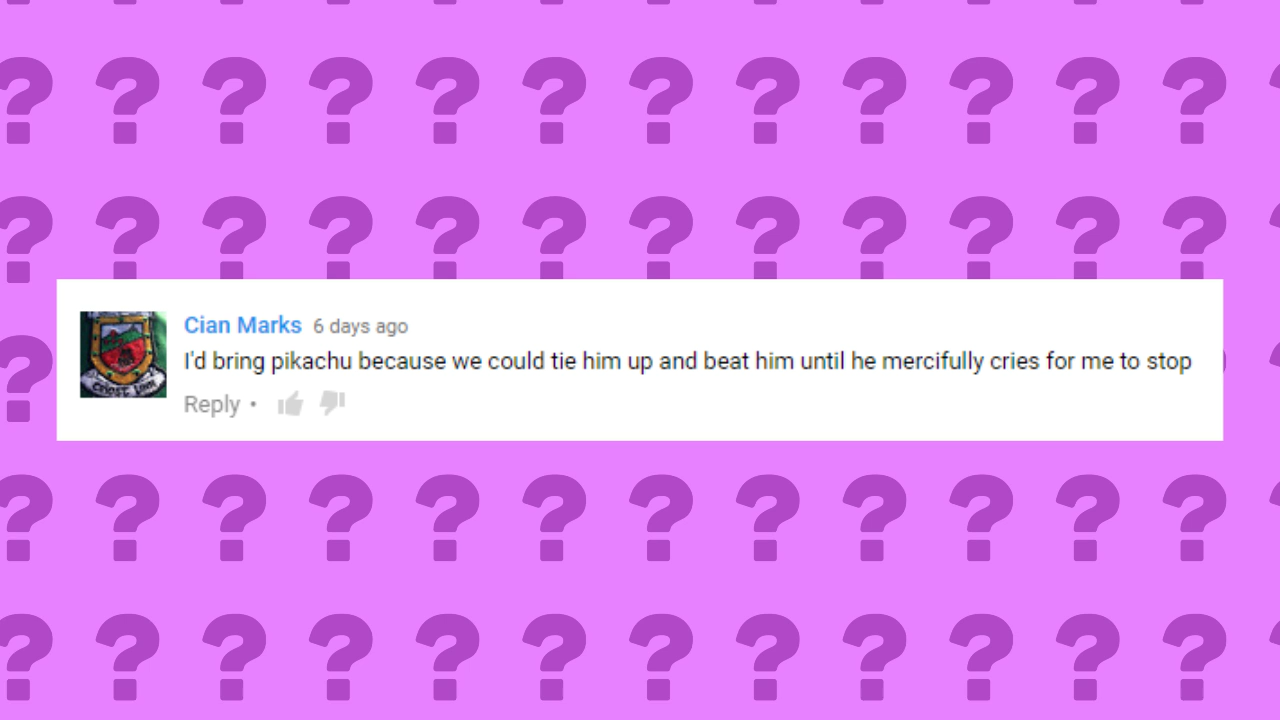 Cian Marks 6 days ago
I'd bring pikachu because we could tie him up and beat him until he mercifully cries for me to stop
Reply •